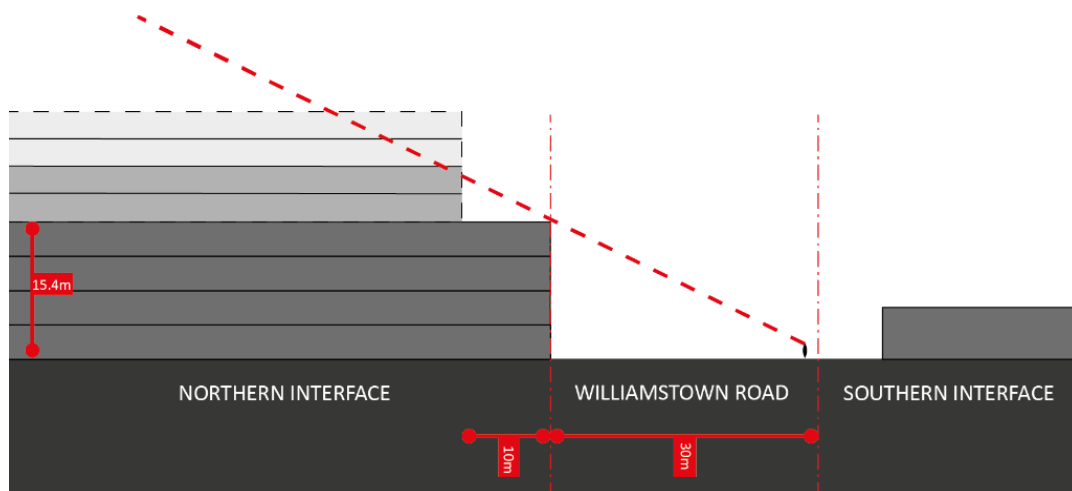 15.4m
NORTHERN INTERFACE
WILLIAMSTOWN ROAD
SOUTHERN INTERFACE
10m
30m